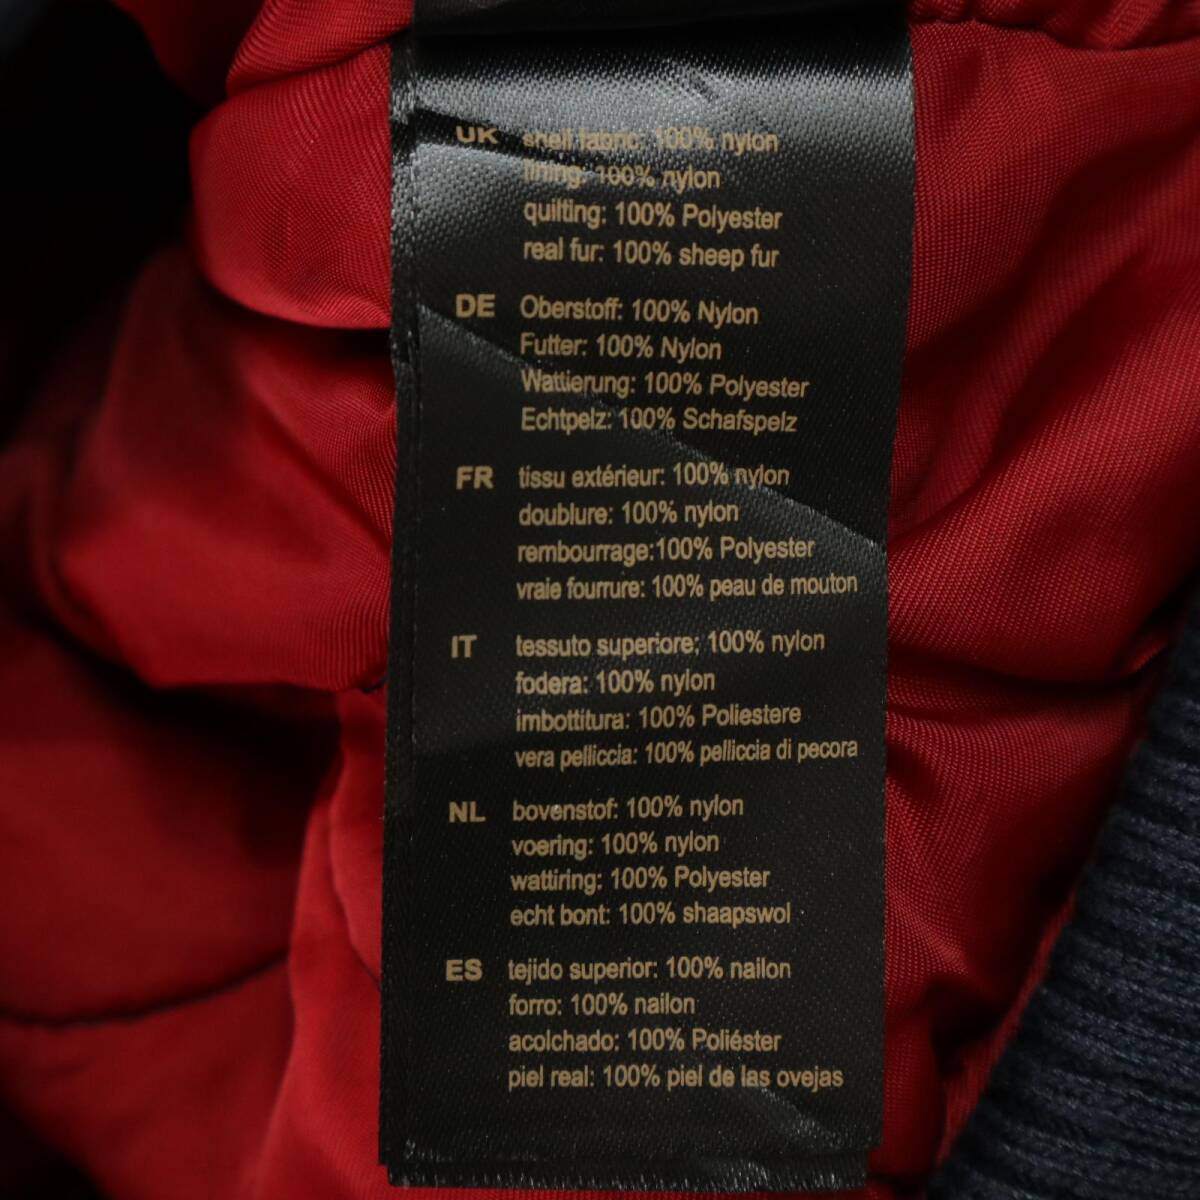 UK shell fabric: 100% nylon
lining: 100% nylon
quilting: 100% Polyester
real fur: 100% sheep fur
DE Oberstoff: 100% Nylon
Futter: 100% Nylon
Wattierung: 100% Polyester
Echtpelz: 100% Schafspelz
FR tissu extérieur: 100% nylon
doublure: 100% nylon
rembourrage:100% Polyester
vraie fourrure: 100% peau de mouton
IT tessuto superiore; 100% nylon
fodera: 100% nylon
imbottitura: 100% Poliestere
vera pelliccia: 100% pelliccia di pecora
NL bovenstof: 100% nylon
voering: 100% nylon
wattiring; 100% Polyester
echt bont: 100% shaapswol
ES tejido superior: 100% nailon
forro: 100% nailon
acolchado: 100% Poliéster
piel real: 100% piel de las ovejas